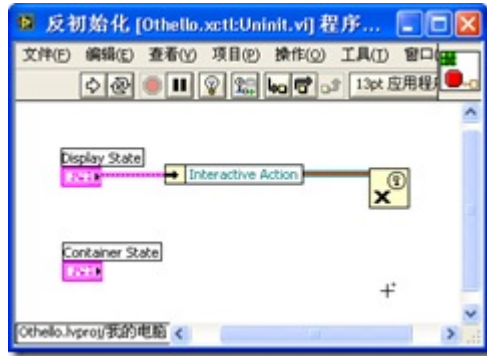 反初始化 [Othello.xctl:Uninit.vi] 程序...
文件(F) 编辑(E) 查看(V) 项目(P) 操作(O) 工具(T) 窗口(
13pt 应用程
Display State
Interactive Action
Container State
Othello.lvproj/我的电脑